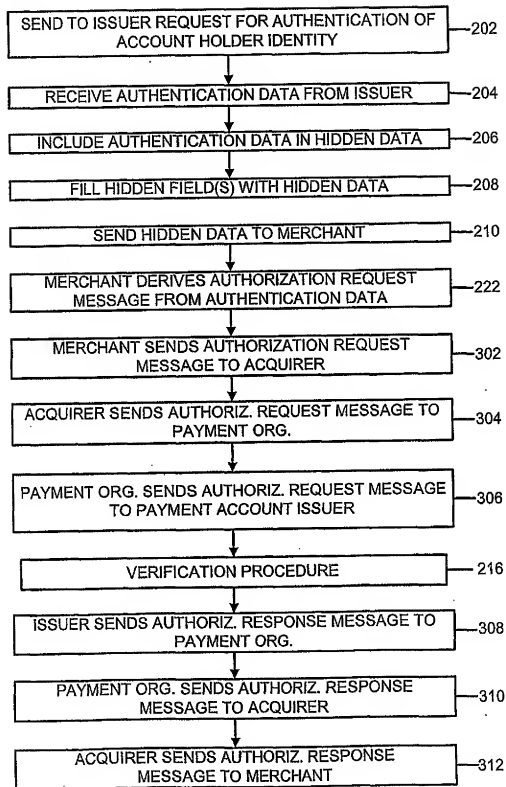 SEND TO ISSUER REQUEST FOR AUTHENTICATION OF
ACCOUNT HOLDER IDENTITY
202
RECEIVE AUTHENTICATION DATA FROM ISSUER
204
INCLUDE AUTHENTICATION DATA IN HIDDEN DATA
206
FILL HIDDEN FIELD(S) WITH HIDDEN DATA
208
SEND HIDDEN DATA TO MERCHANT
210
MERCHANT DERIVES AUTHORIZATION REQUEST
MESSAGE FROM AUTHENTICATION DATA
222
MERCHANT SENDS AUTHORIZATION REQUEST
MESSAGE TO ACQUIRER
302
ACQUIRER SENDS AUTHORIZ. REQUEST MESSAGE TO
PAYMENT ORG.
304
PAYMENT ORG. SENDS AUTHORIZ. REQUEST MESSAGE
TO PAYMENT ACCOUNT ISSUER
306
VERIFICATION PROCEDURE
216
ISSUER SENDS AUTHORIZ. RESPONSE MESSAGE TO
PAYMENT ORG.
308
PAYMENT ORG. SENDS AUTHORIZ. RESPONSE
MESSAGE TO ACQUIRER
310
ACQUIRER SENDS AUTHORIZ. RESPONSE
MESSAGE TO MERCHANT
312